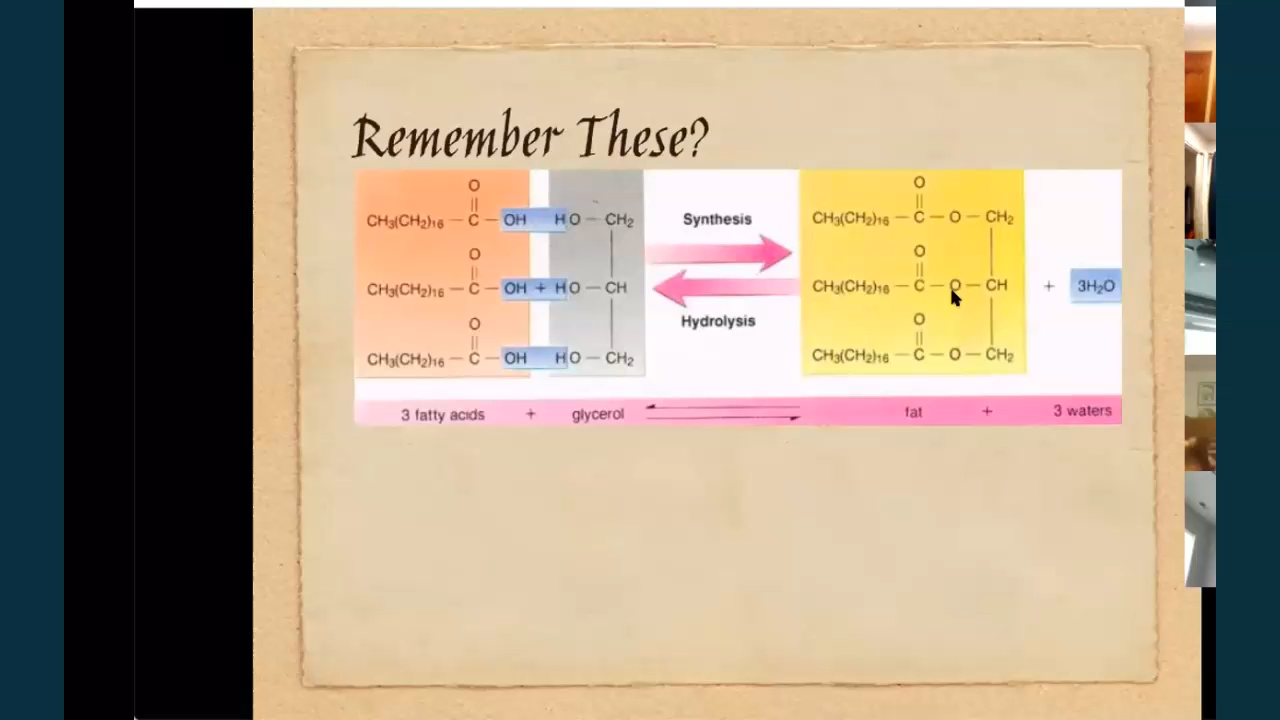 Remember These?
O O
|| ||
CH₃(CH₂)₁₆ — C — OH HO — CH₂ Synthesis CH₃(CH₂)₁₆ — C — O — CH₂
O O
|| ||
CH₃(CH₂)₁₆ — C — OH + HO — CH CH₃(CH₂)₁₆ — C — O — CH + 3H₂O
O Hydrolysis O
|| ||
CH₃(CH₂)₁₆ — C — OH HO — CH₂ CH₃(CH₂)₁₆ — C — O — CH₂
3 fatty acids + glycerol fat + 3 waters